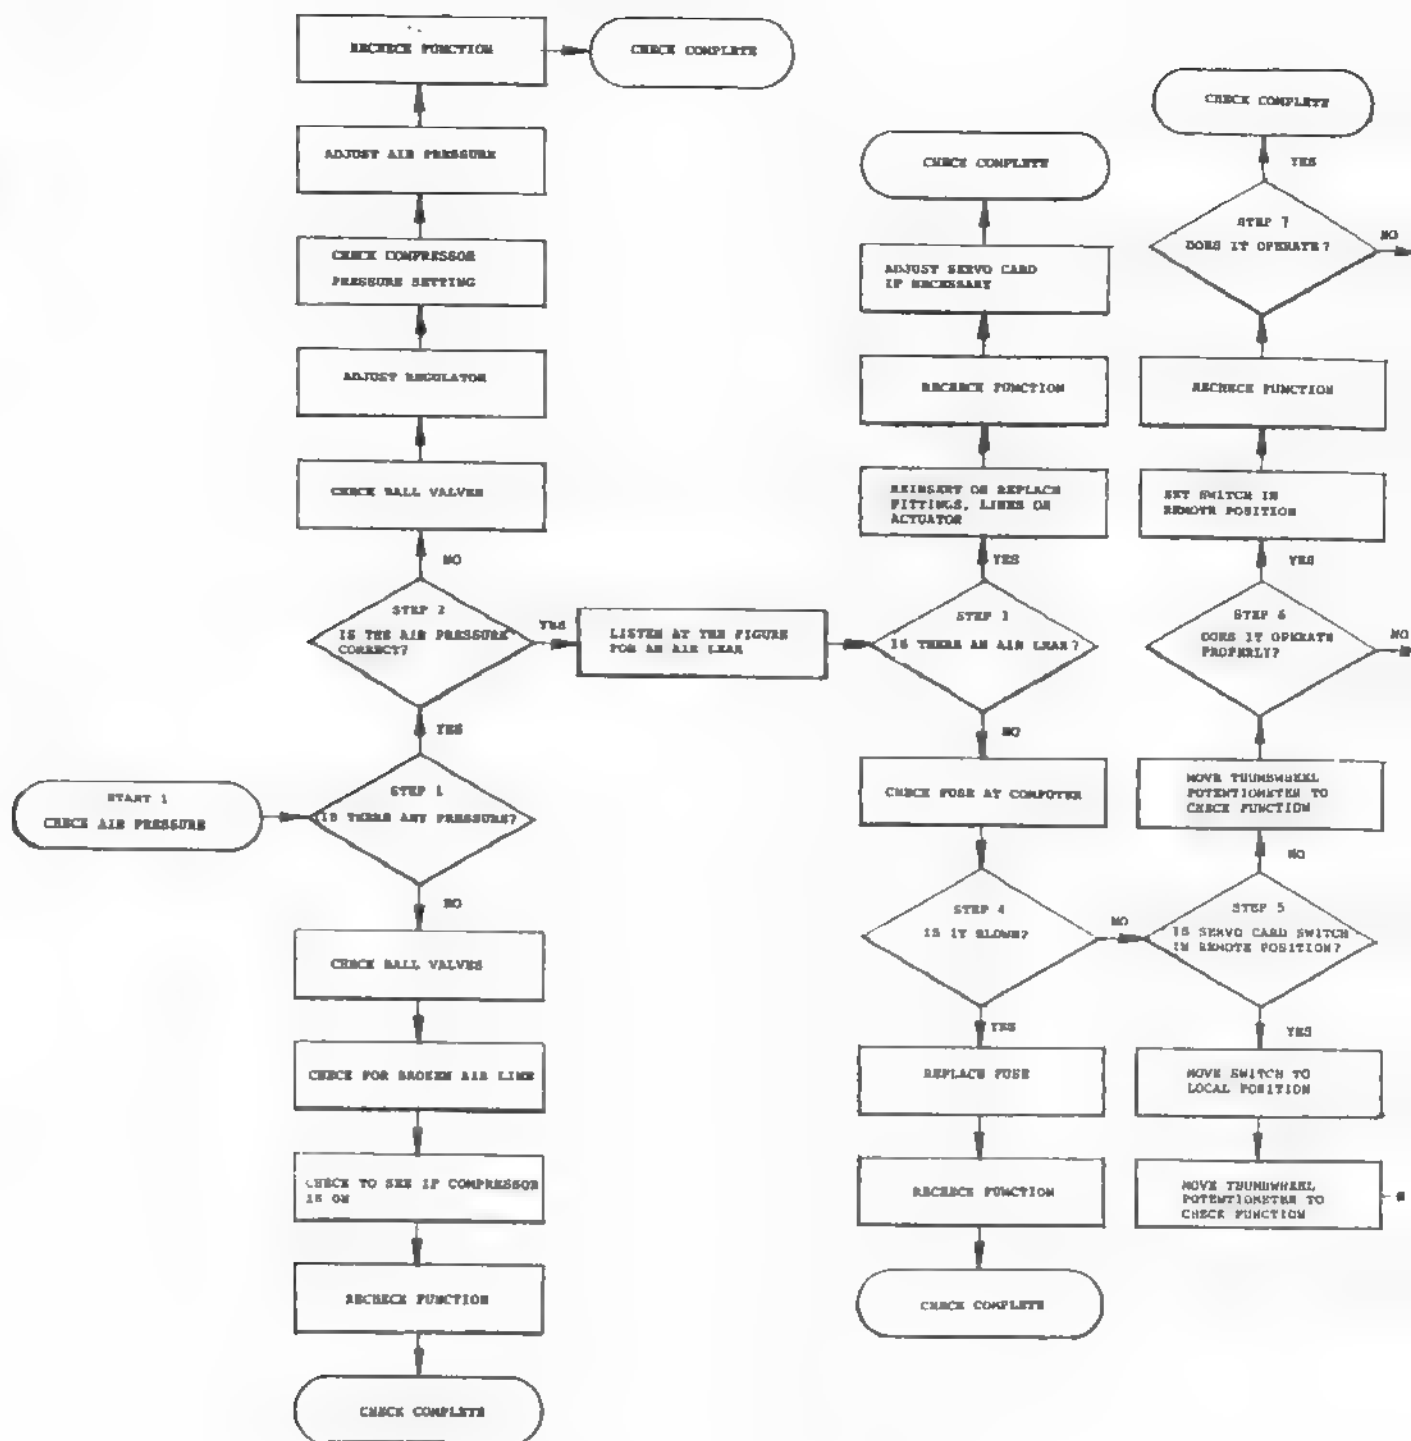 RECHECK FUNCTION
CHECK COMPLETE
ADJUST AIR PRESSURE
CHECK COMPRESSOR
PRESSURE SETTING
ADJUST REGULATOR
CHECK BALL VALVES
NO
STEP 2
IS THE AIR PRESSURE
CORRECT?
YES
LISTEN AT THE FIGURE
FOR AN AIR LEAK
YES
START 1
CHECK AIR PRESSURE
STEP 1
IS THERE ANY PRESSURE?
NO
CHECK BALL VALVES
CHECK FOR BROKEN AIR LINE
CHECK TO SEE IF COMPRESSOR
IS ON
RECHECK FUNCTION
CHECK COMPLETE
CHECK COMPLETE
ADJUST SERVO CARD
IF NECESSARY
RECHECK FUNCTION
REINSERT OR REPLACE
FITTINGS, LINES OR
ACTUATOR
YES
STEP 3
IS THERE AN AIR LEAK?
NO
CHECK FUSE AT COMPUTER
STEP 4
IS IT BLOWN?
NO
YES
REPLACE FUSE
RECHECK FUNCTION
CHECK COMPLETE
CHECK COMPLETE
YES
STEP 7
DOES IT OPERATE?
NO
RECHECK FUNCTION
SET SWITCH IN
REMOTE POSITION
YES
STEP 6
DOES IT OPERATE
PROPERLY?
NO
MOVE THUMBWHEEL
POTENTIOMETER TO
CHECK FUNCTION
NO
STEP 5
IS SERVO CARD SWITCH
IN REMOTE POSITION?
YES
MOVE SWITCH TO
LOCAL POSITION
MOVE THUMBWHEEL
POTENTIOMETER TO
CHECK FUNCTION